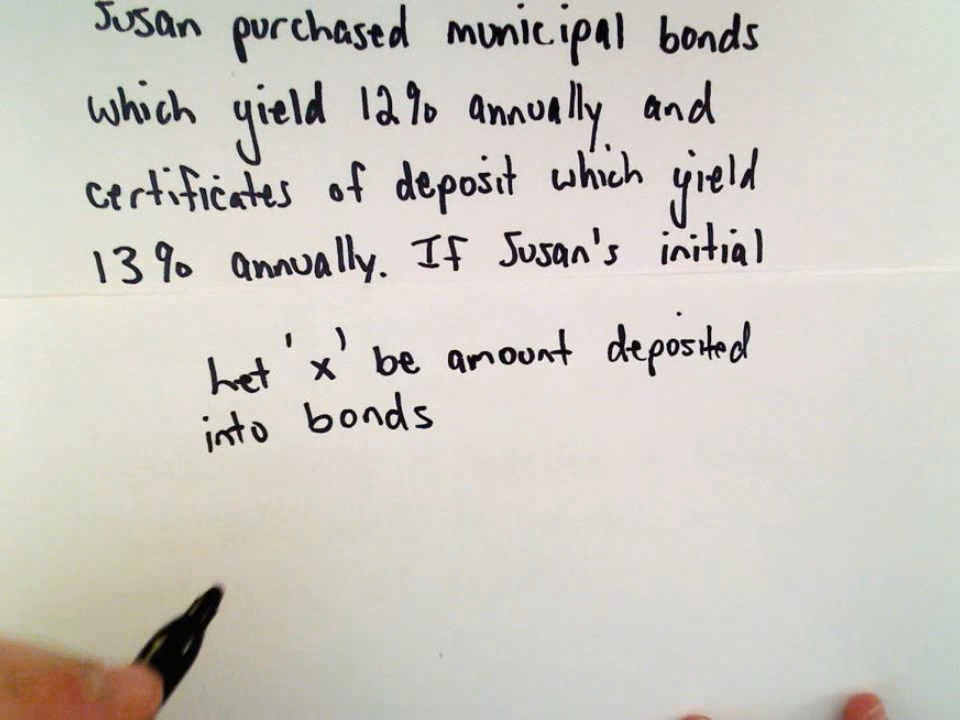 Susan purchased municipal bonds
which yield 12% annually and
certificates of deposit which yield
13% annually. If Susan's initial
Let 'x' be amount deposited
into bonds